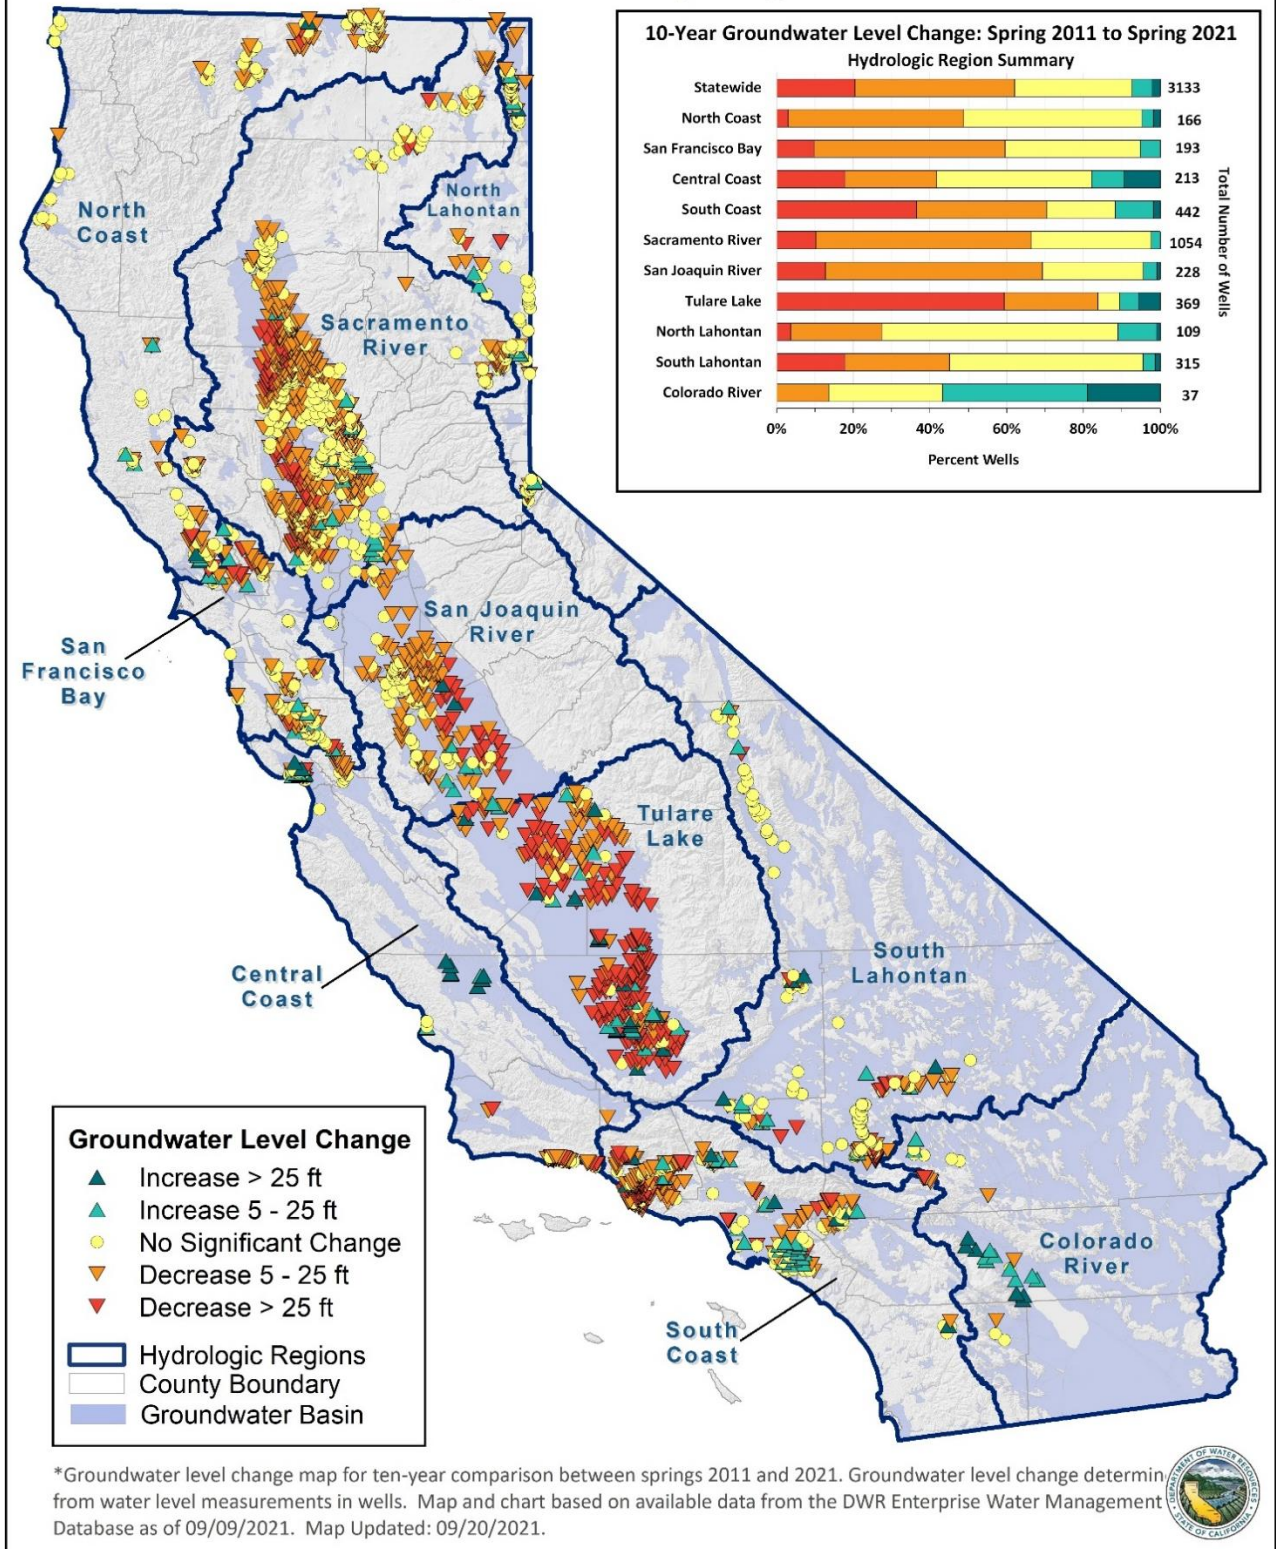 10-Year Groundwater Level Change: Spring 2011 to Spring 2021
Hydrologic Region Summary
Statewide 3133
North Coast 166
San Francisco Bay 193
Central Coast 213
South Coast 442
Sacramento River 1054
San Joaquin River 228
Tulare Lake 369
North Lahontan 109
South Lahontan 315
Colorado River 37
0% 20% 40% 60% 80% 100%
Percent Wells
Total Number of Wells
North
Coast
North
Lahontan
Sacramento
River
San Joaquin
River
San
Francisco
Bay
Tulare
Lake
Central
Coast
South
Lahontan
Colorado
River
South
Coast
Groundwater Level Change
Increase > 25 ft
Increase 5 - 25 ft
No Significant Change
Decrease 5 - 25 ft
Decrease > 25 ft
Hydrologic Regions
County Boundary
Groundwater Basin
*Groundwater level change map for ten-year comparison between springs 2011 and 2021. Groundwater level change determin
from water level measurements in wells. Map and chart based on available data from the DWR Enterprise Water Management
Database as of 09/09/2021. Map Updated: 09/20/2021.
DEPARTMENT OF WATER RESOURCES
STATE OF CALIFORNIA